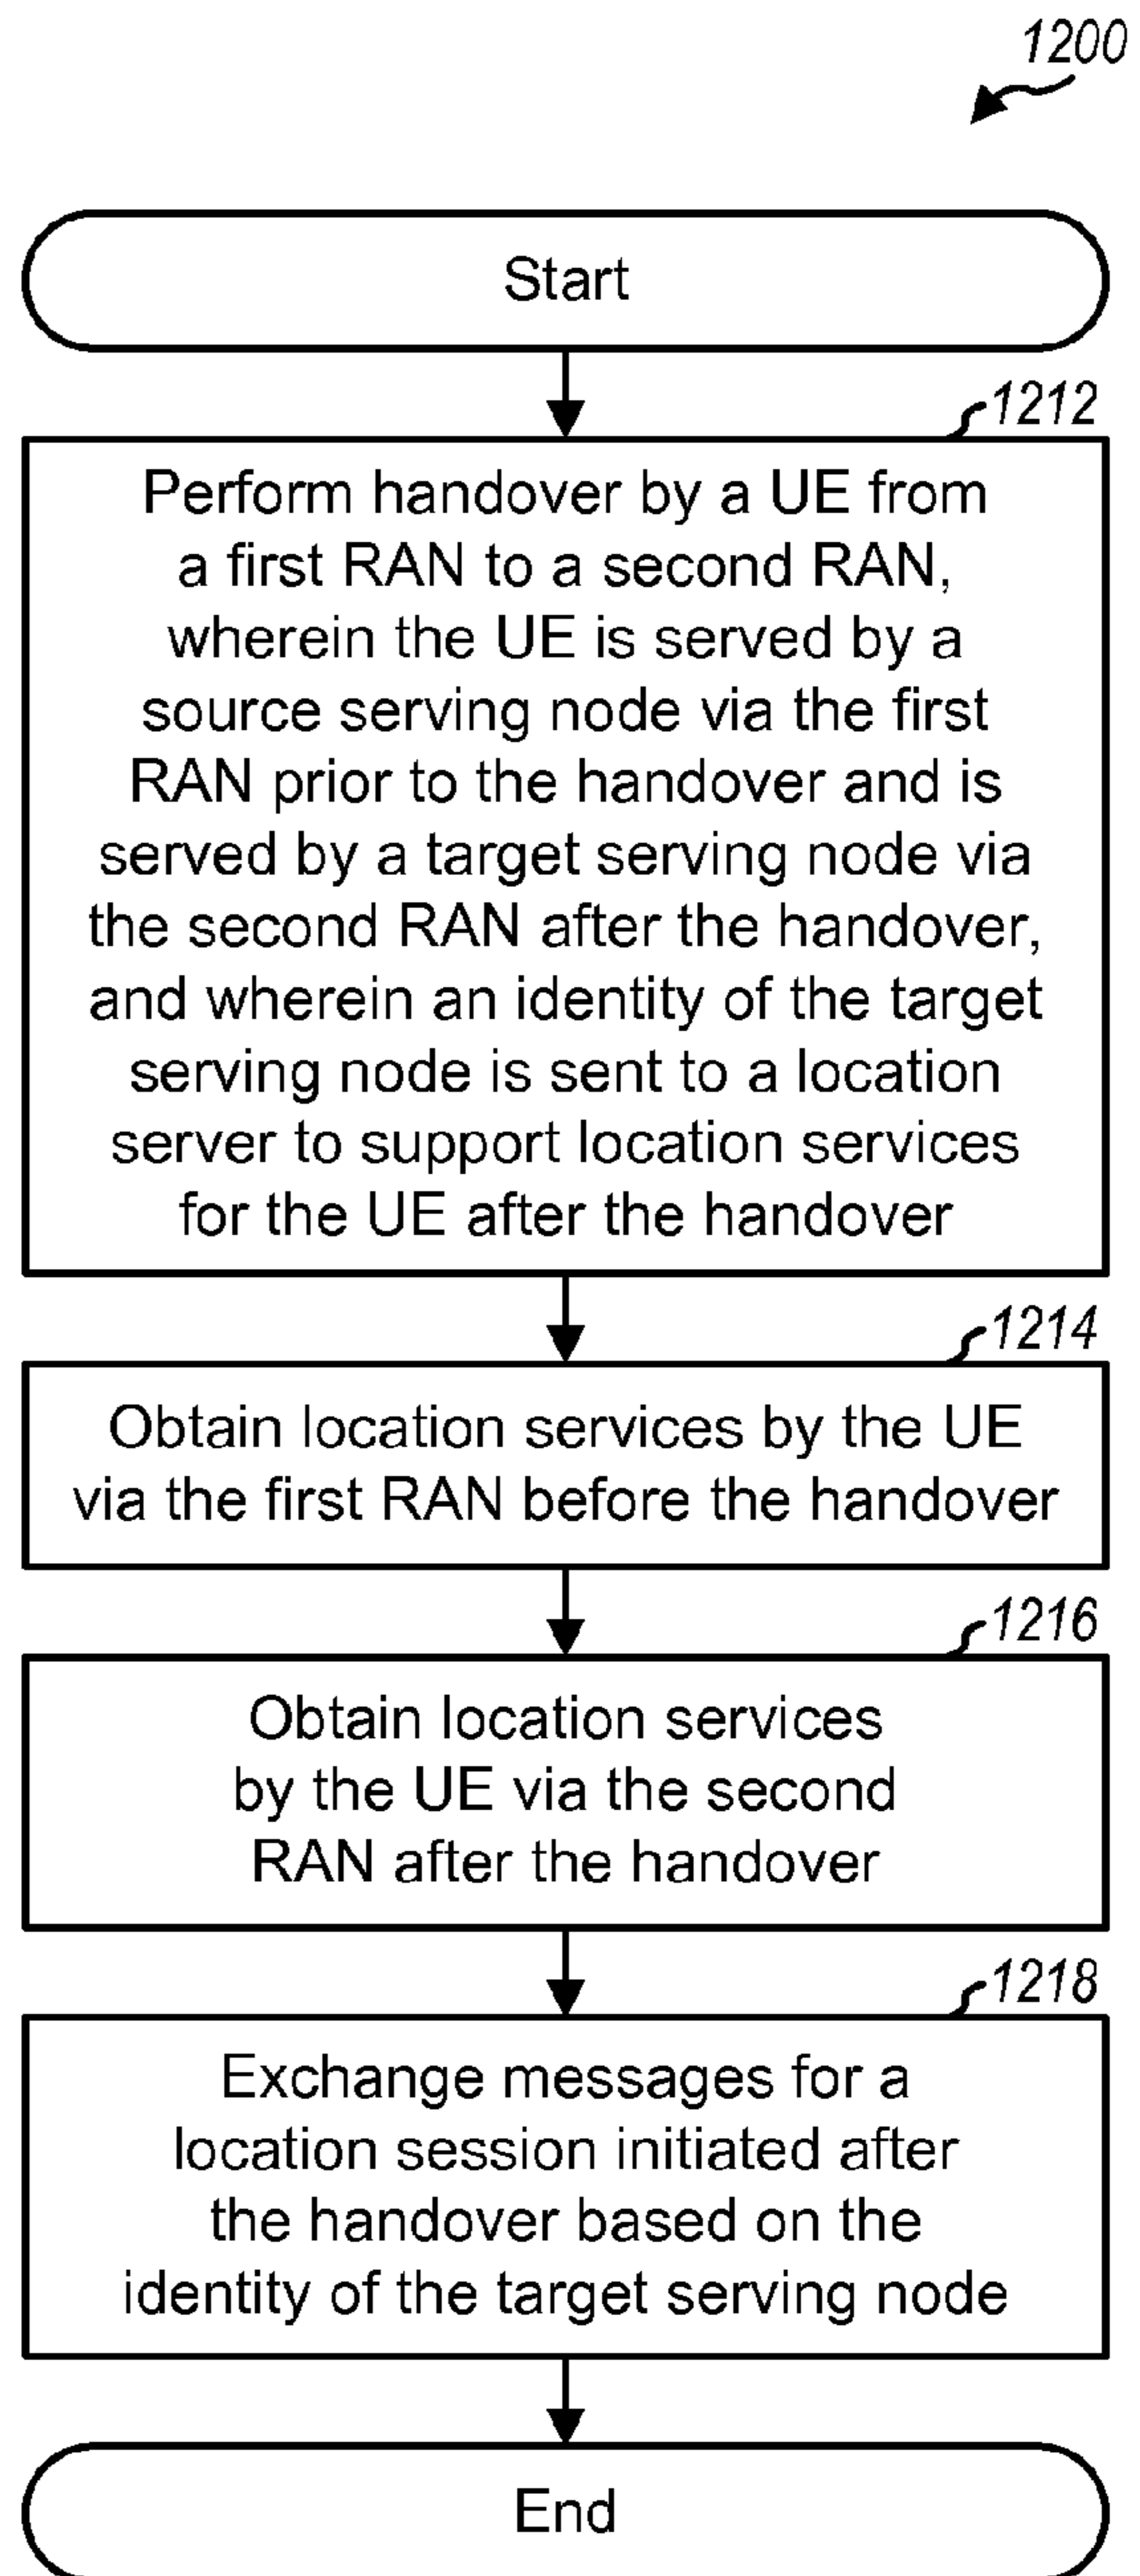 1200
Start
1212
Perform handover by a UE from
a first RAN to a second RAN,
wherein the UE is served by a
source serving node via the first
RAN prior to the handover and is
served by a target serving node via
the second RAN after the handover,
and wherein an identity of the target
serving node is sent to a location
server to support location services
for the UE after the handover
1214
Obtain location services by the UE
via the first RAN before the handover
1216
Obtain location services
by the UE via the second
RAN after the handover
1218
Exchange messages for a
location session initiated after
the handover based on the
identity of the target serving node
End